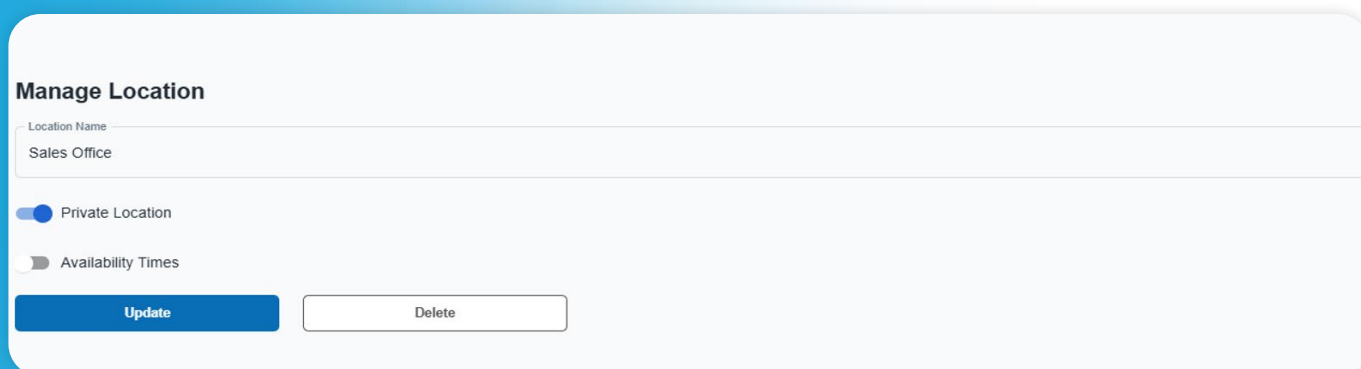 Manage Location
Location Name
Sales Office
Private Location
Availability Times
Update
Delete